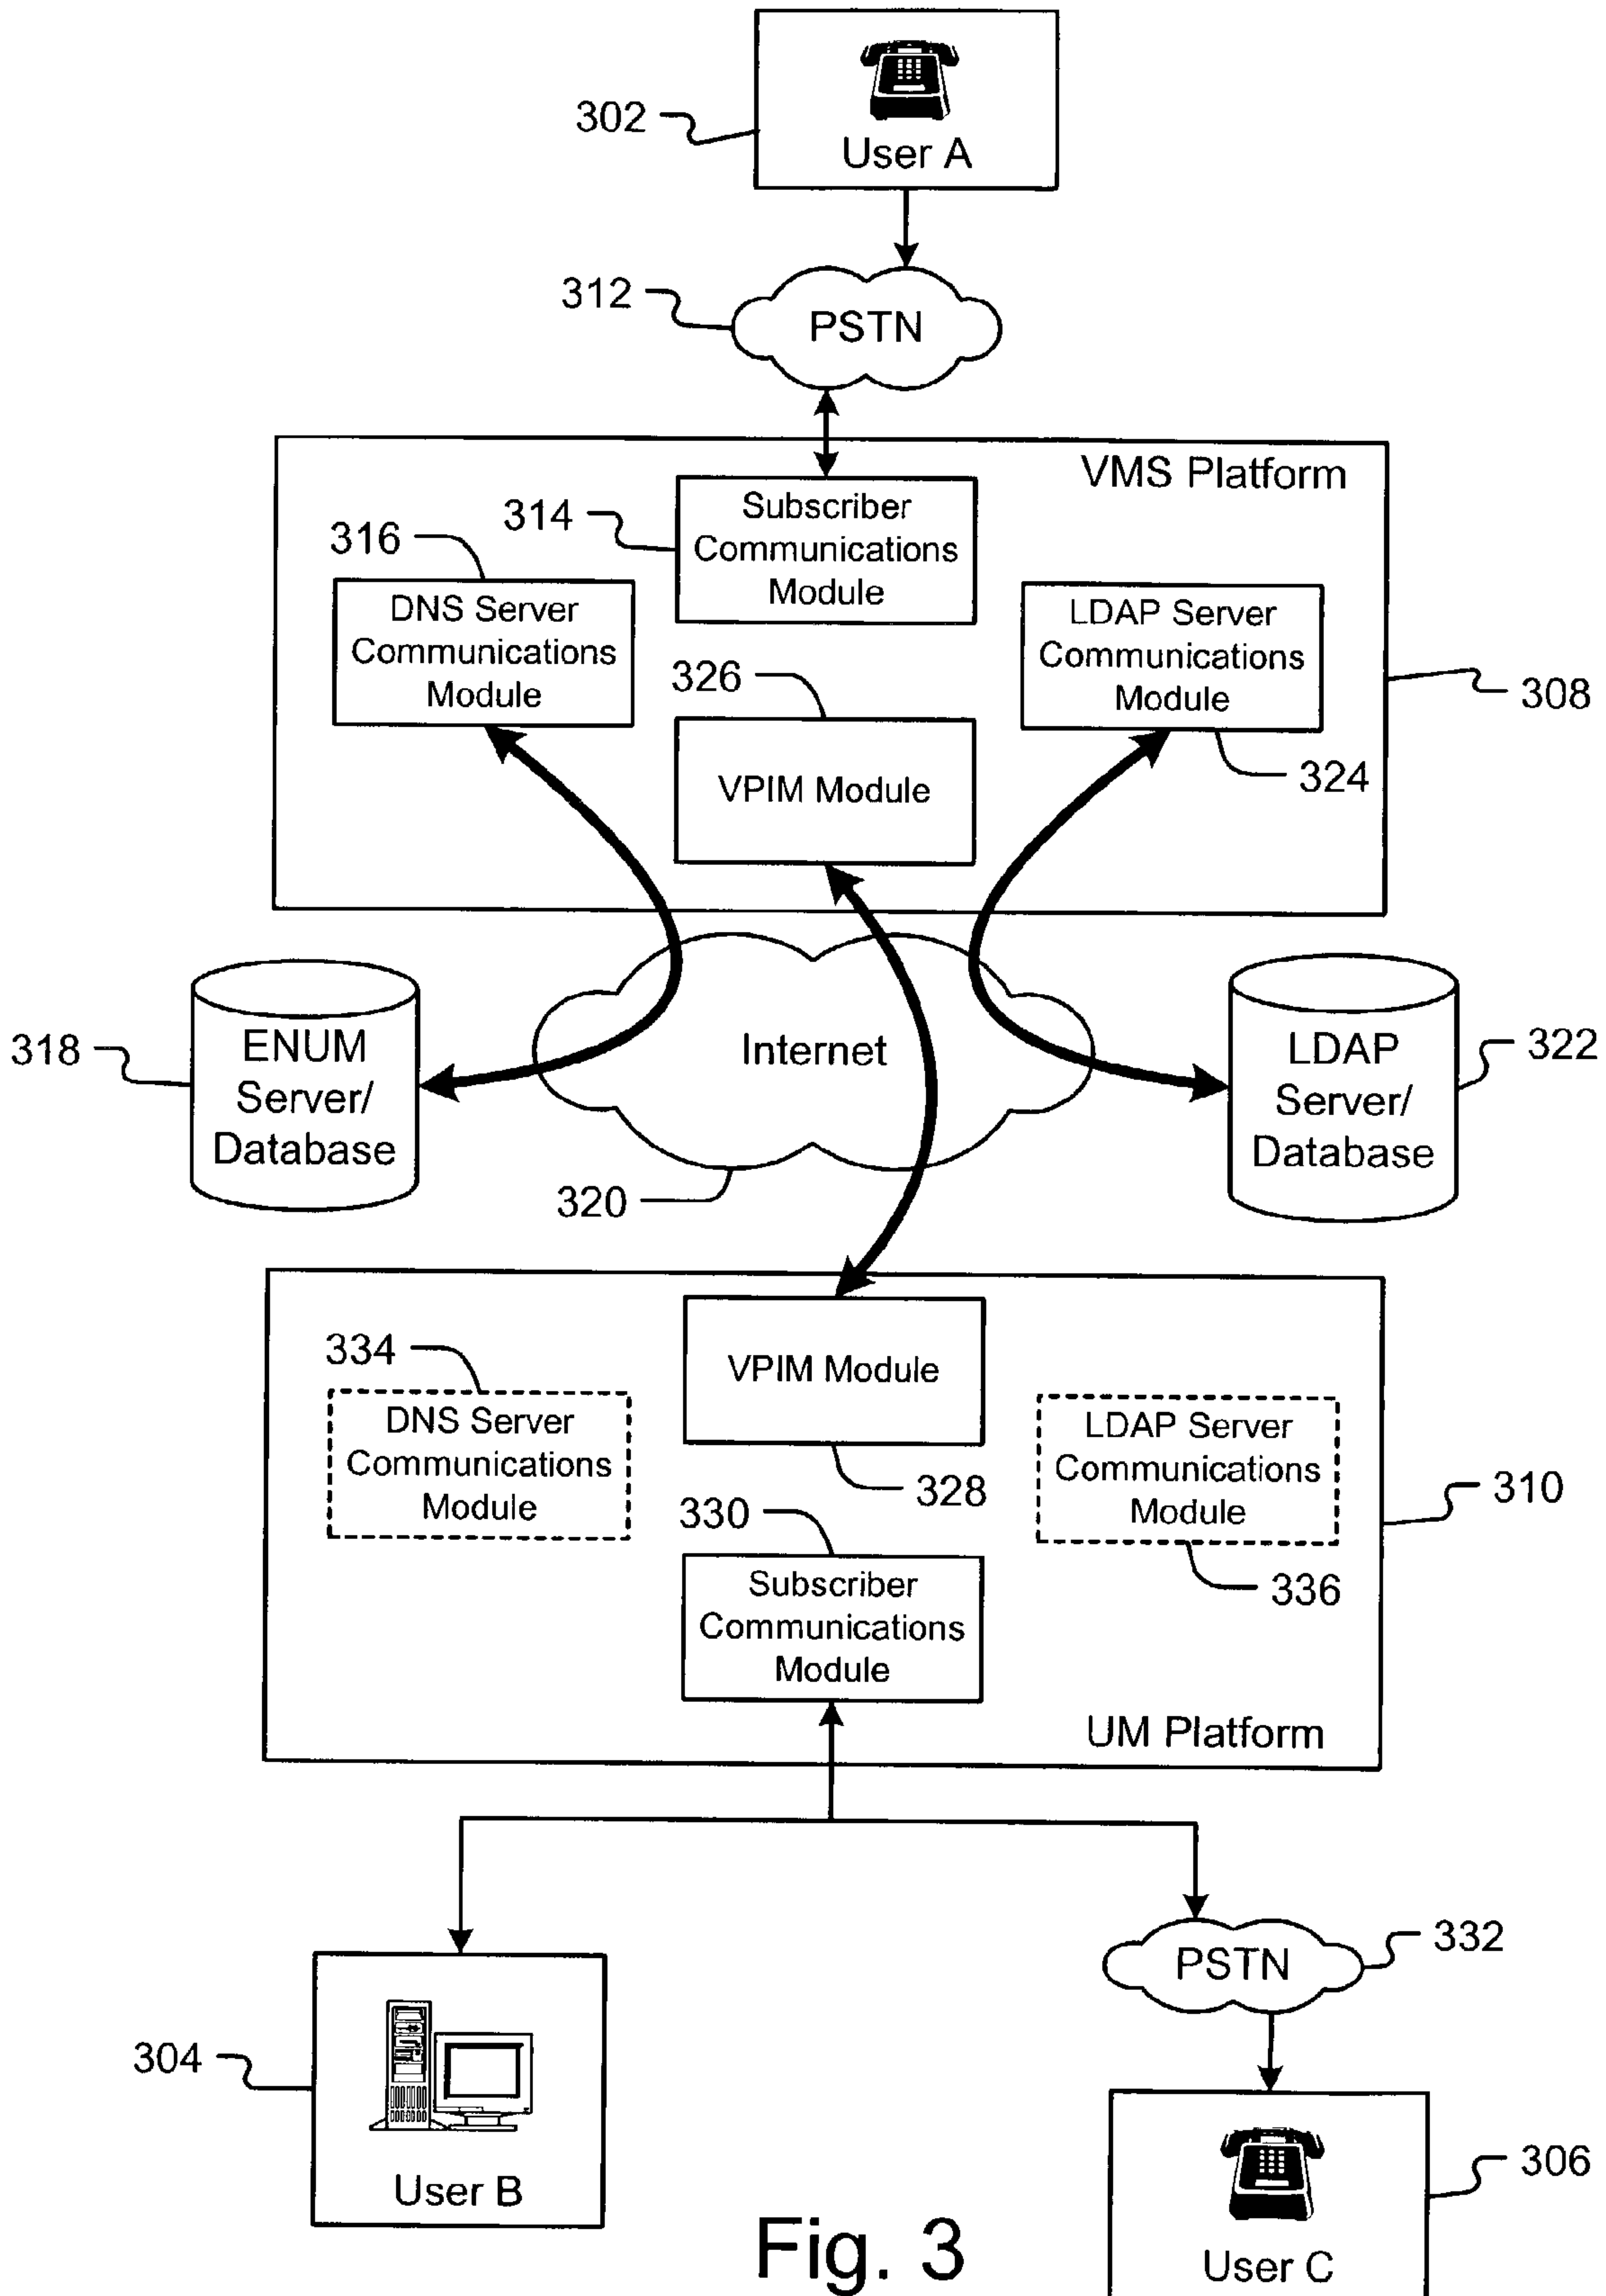 302
User A
312
PSTN
VMS Platform
314
Subscriber
Communications
Module
316
DNS Server
Communications
Module
LDAP Server
Communications
Module
308
326
324
VPIM Module
318
ENUM
Server/
Database
Internet
320
LDAP
Server/
Database
322
334
DNS Server
Communications
Module
VPIM Module
328
LDAP Server
Communications
Module
310
330
336
Subscriber
Communications
Module
UM Platform
PSTN
332
304
User B
306
User C
Fig. 3